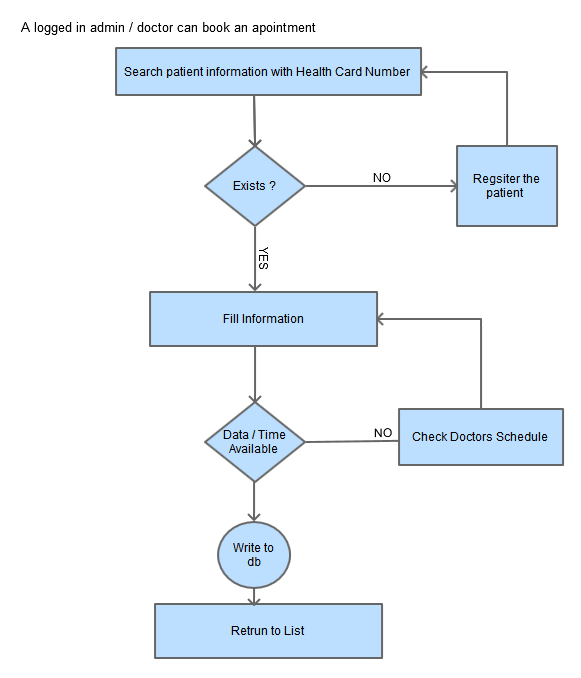 A logged in admin / doctor can book an apointment
Search patient information with Health Card Number
Exists ?
NO
Regsiter the
patient
YES
Fill Information
Data / Time
Available
NO
Check Doctors Schedule
Write to
db
Retrun to List